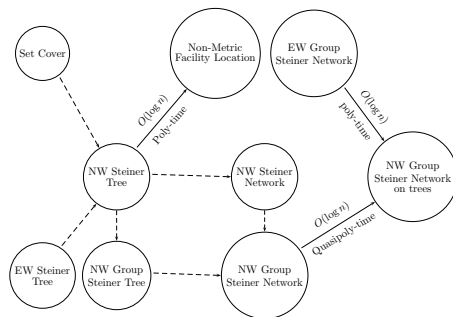 Set Cover
Non-Metric
Facility Location
EW Group
Steiner Network
O(log n)
Poly-time
O(log n)
poly-time
NW Steiner
Tree
NW Steiner
Network
NW Group
Steiner Network
on trees
O(log n)
Quasipoly-time
EW Steiner
Tree
NW Group
Steiner Tree
NW Group
Steiner Network